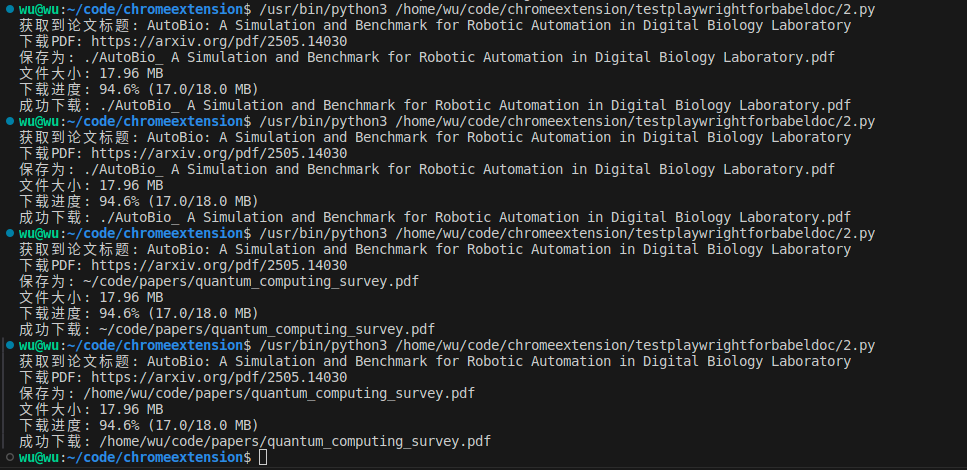 wu@wu:~/code/chromeextension$ /usr/bin/python3 /home/wu/code/chromeextension/testplaywrightforbabeldoc/2.py
获取到论文标题: AutoBio: A Simulation and Benchmark for Robotic Automation in Digital Biology Laboratory
下载PDF: https://arxiv.org/pdf/2505.14030
保存为: ./AutoBio_ A Simulation and Benchmark for Robotic Automation in Digital Biology Laboratory.pdf
文件大小: 17.96 MB
下载进度: 94.6% (17.0/18.0 MB)
成功下载: ./AutoBio_ A Simulation and Benchmark for Robotic Automation in Digital Biology Laboratory.pdf
wu@wu:~/code/chromeextension$ /usr/bin/python3 /home/wu/code/chromeextension/testplaywrightforbabeldoc/2.py
获取到论文标题: AutoBio: A Simulation and Benchmark for Robotic Automation in Digital Biology Laboratory
下载PDF: https://arxiv.org/pdf/2505.14030
保存为: ./AutoBio_ A Simulation and Benchmark for Robotic Automation in Digital Biology Laboratory.pdf
文件大小: 17.96 MB
下载进度: 94.6% (17.0/18.0 MB)
成功下载: ./AutoBio_ A Simulation and Benchmark for Robotic Automation in Digital Biology Laboratory.pdf
wu@wu:~/code/chromeextension$ /usr/bin/python3 /home/wu/code/chromeextension/testplaywrightforbabeldoc/2.py
获取到论文标题: AutoBio: A Simulation and Benchmark for Robotic Automation in Digital Biology Laboratory
下载PDF: https://arxiv.org/pdf/2505.14030
保存为: ~/code/papers/quantum_computing_survey.pdf
文件大小: 17.96 MB
下载进度: 94.6% (17.0/18.0 MB)
成功下载: ~/code/papers/quantum_computing_survey.pdf
wu@wu:~/code/chromeextension$ /usr/bin/python3 /home/wu/code/chromeextension/testplaywrightforbabeldoc/2.py
获取到论文标题: AutoBio: A Simulation and Benchmark for Robotic Automation in Digital Biology Laboratory
下载PDF: https://arxiv.org/pdf/2505.14030
保存为: /home/wu/code/papers/quantum_computing_survey.pdf
文件大小: 17.96 MB
下载进度: 94.6% (17.0/18.0 MB)
成功下载: /home/wu/code/papers/quantum_computing_survey.pdf
wu@wu:~/code/chromeextension$